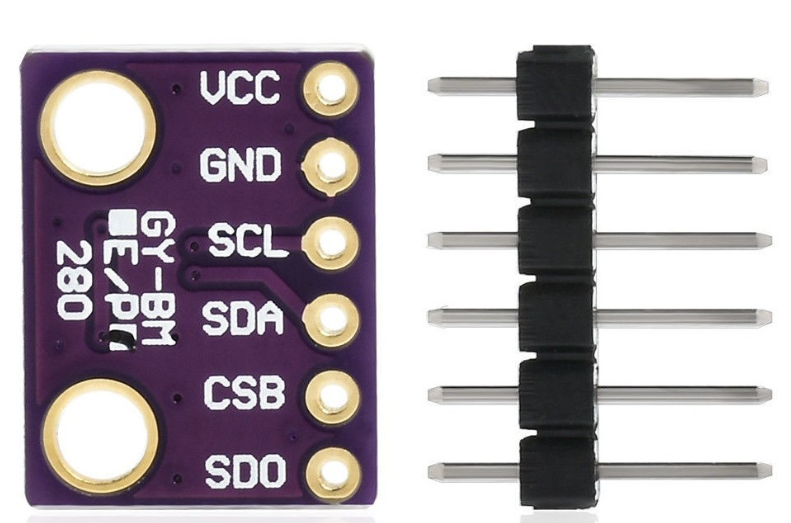 VCC
GND
SCL
SDA
CSB
SDO
GY-BM
E/P
280